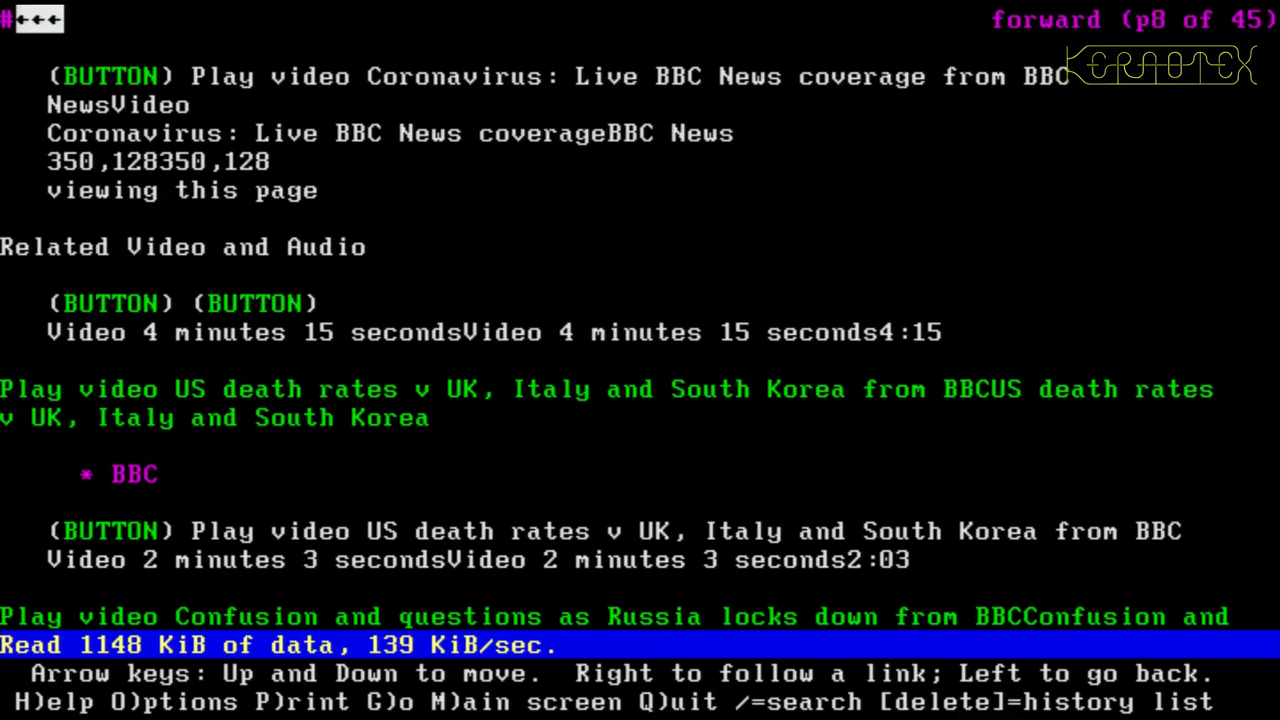 #←←← forward (p8 of 45)
KERNOTEX
(BUTTON) Play video Coronavirus: Live BBC News coverage from BBC
NewsVideo
Coronavirus: Live BBC News coverageBBC News
350,128350,128
viewing this page
Related Video and Audio
(BUTTON) (BUTTON)
Video 4 minutes 15 secondsVideo 4 minutes 15 seconds4:15
Play video US death rates v UK, Italy and South Korea from BBCUS death rates
v UK, Italy and South Korea
* BBC
(BUTTON) Play video US death rates v UK, Italy and South Korea from BBC
Video 2 minutes 3 secondsVideo 2 minutes 3 seconds2:03
Play video Confusion and questions as Russia locks down from BBCConfusion and
Read 1148 KiB of data, 139 KiB/sec.
Arrow keys: Up and Down to move. Right to follow a link; Left to go back.
H)elp O)ptions P)rint G)o M)ain screen Q)uit /=search [delete]=history list